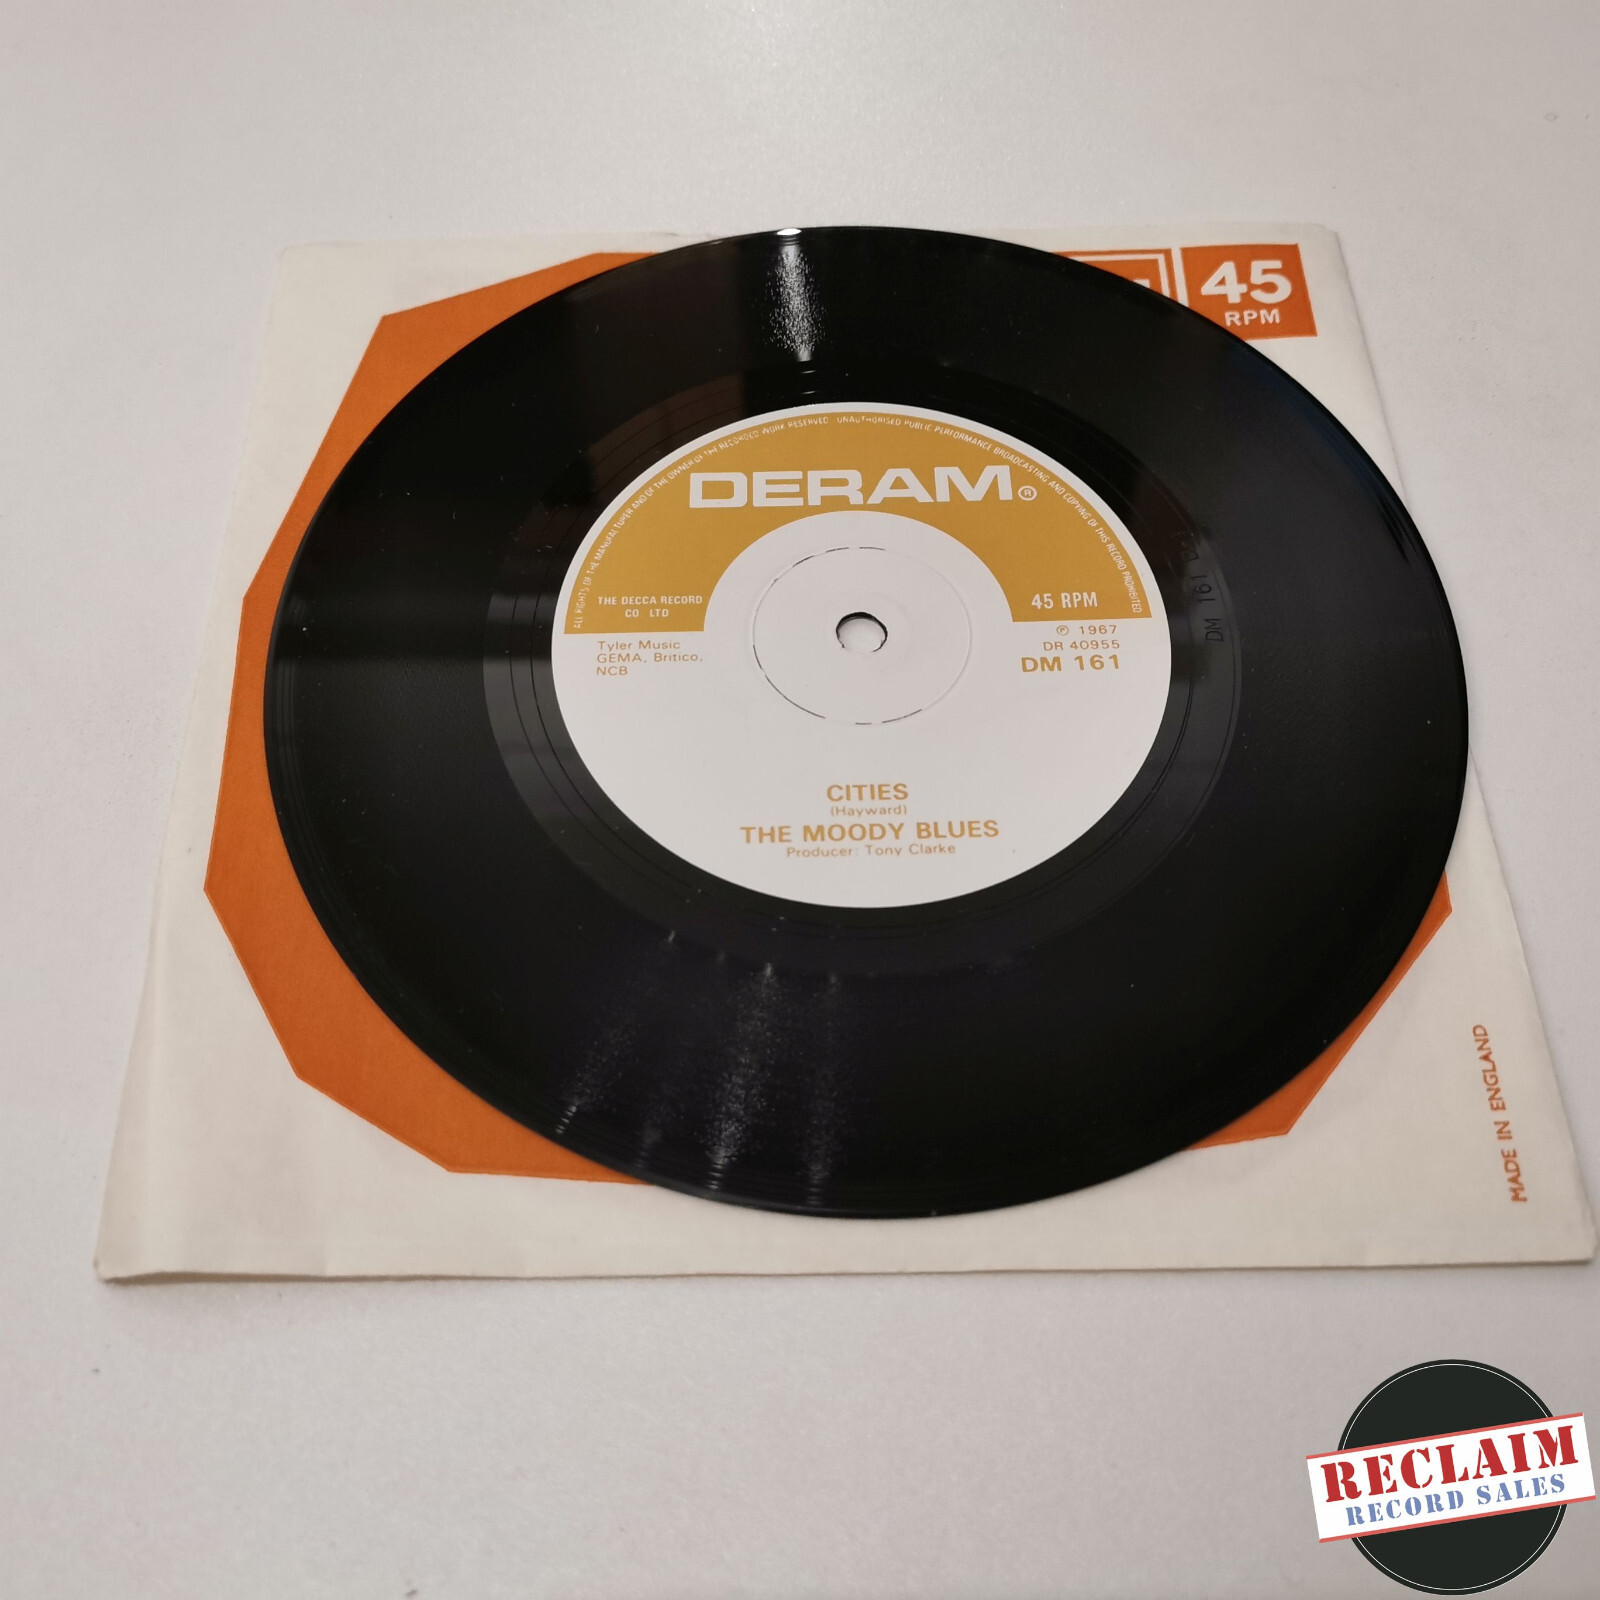 45
RPM
ALL RIGHTS OF THE MANUFACTURER AND OF THE OWNER OF THE RECORDED WORK RESERVED UNAUTHORISED PUBLIC PERFORMANCE BROADCASTING AND COPYING OF THIS RECORD PROHIBITED
DERAM®
THE DECCA RECORD
CO LTD
45 RPM
Tyler Music
GEMA, Britico,
NCB
℗ 1967
DR 40955
DM 161
DM 161
CITIES
(Hayward)
THE MOODY BLUES
Producer: Tony Clarke
MADE IN ENGLAND
RECLAIM
RECORD SALES